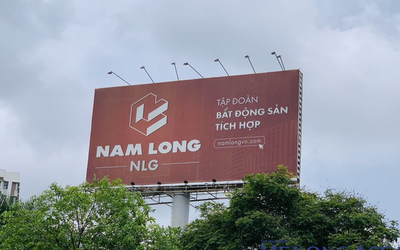 NAM LONG
NLG
TẬP ĐOÀN
BẤT ĐỘNG SẢN
TÍCH HỢP
namlongvn.com